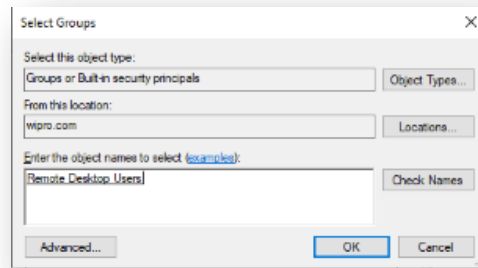 Select Groups
Select this object type:
Groups or Built-in security principals
Object Types...
From this location:
wipro.com
Locations...
Enter the object names to select (examples):
Remote Desktop Users
Check Names
Advanced...
OK
Cancel